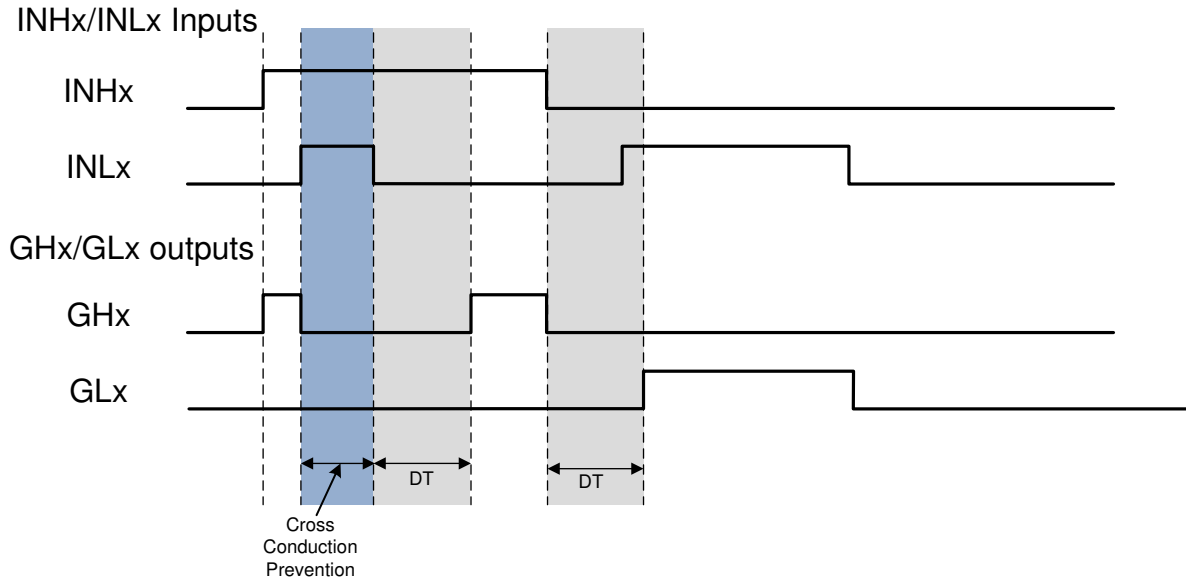 INHx/INLx Inputs
INHx
INLx
GHx/GLx outputs
GHx
GLx
DT
DT
Cross
Conduction
Prevention